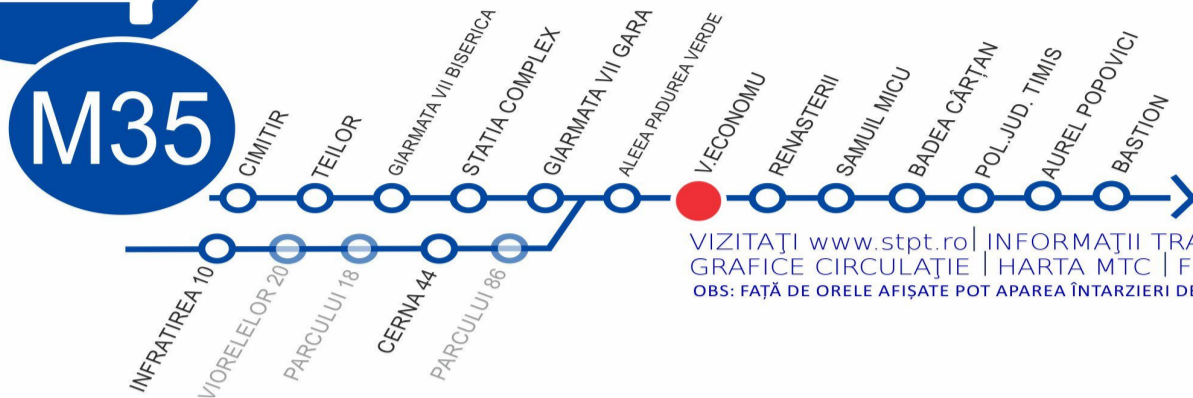 M35
CIMITIR
TEILOR
GIARMATA VII BISERICA
STATIA COMPLEX
GIARMATA VII GARA
ALEEA PADUREA VERDE
V.ECONOMU
RENASTERII
SAMUIL MICU
BADEA CÂRȚAN
POL.JUD. TIMIS
AUREL POPOVICI
BASTION
INFRATIREA 10
VIORELELOR 20
PARCULUI 18
CERNA 44
PARCULUI 86
VIZITAȚI www.stpt.ro| INFORMAȚII TRA
GRAFICE CIRCULAȚIE | HARTA MTC | F
OBS: FAȚĂ DE ORELE AFIȘATE POT APAREA ÎNTARZIERI DE